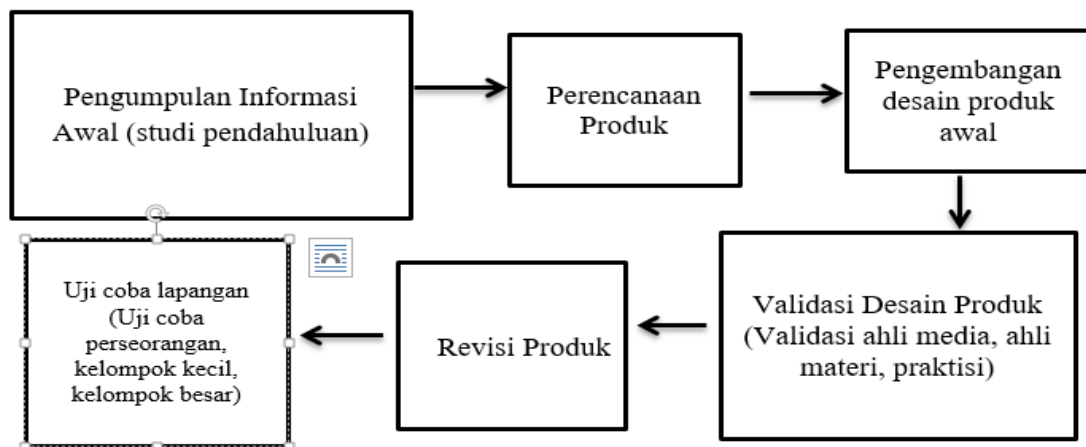 Pengumpulan Informasi
Awal (studi pendahuluan)
Perencanaan
Produk
Pengembangan
desain produk
awal
Validasi Desain Produk
(Validasi ahli media, ahli
materi, praktisi)
Revisi Produk
Uji coba lapangan
(Uji coba
perseorangan,
kelompok kecil,
kelompok besar)